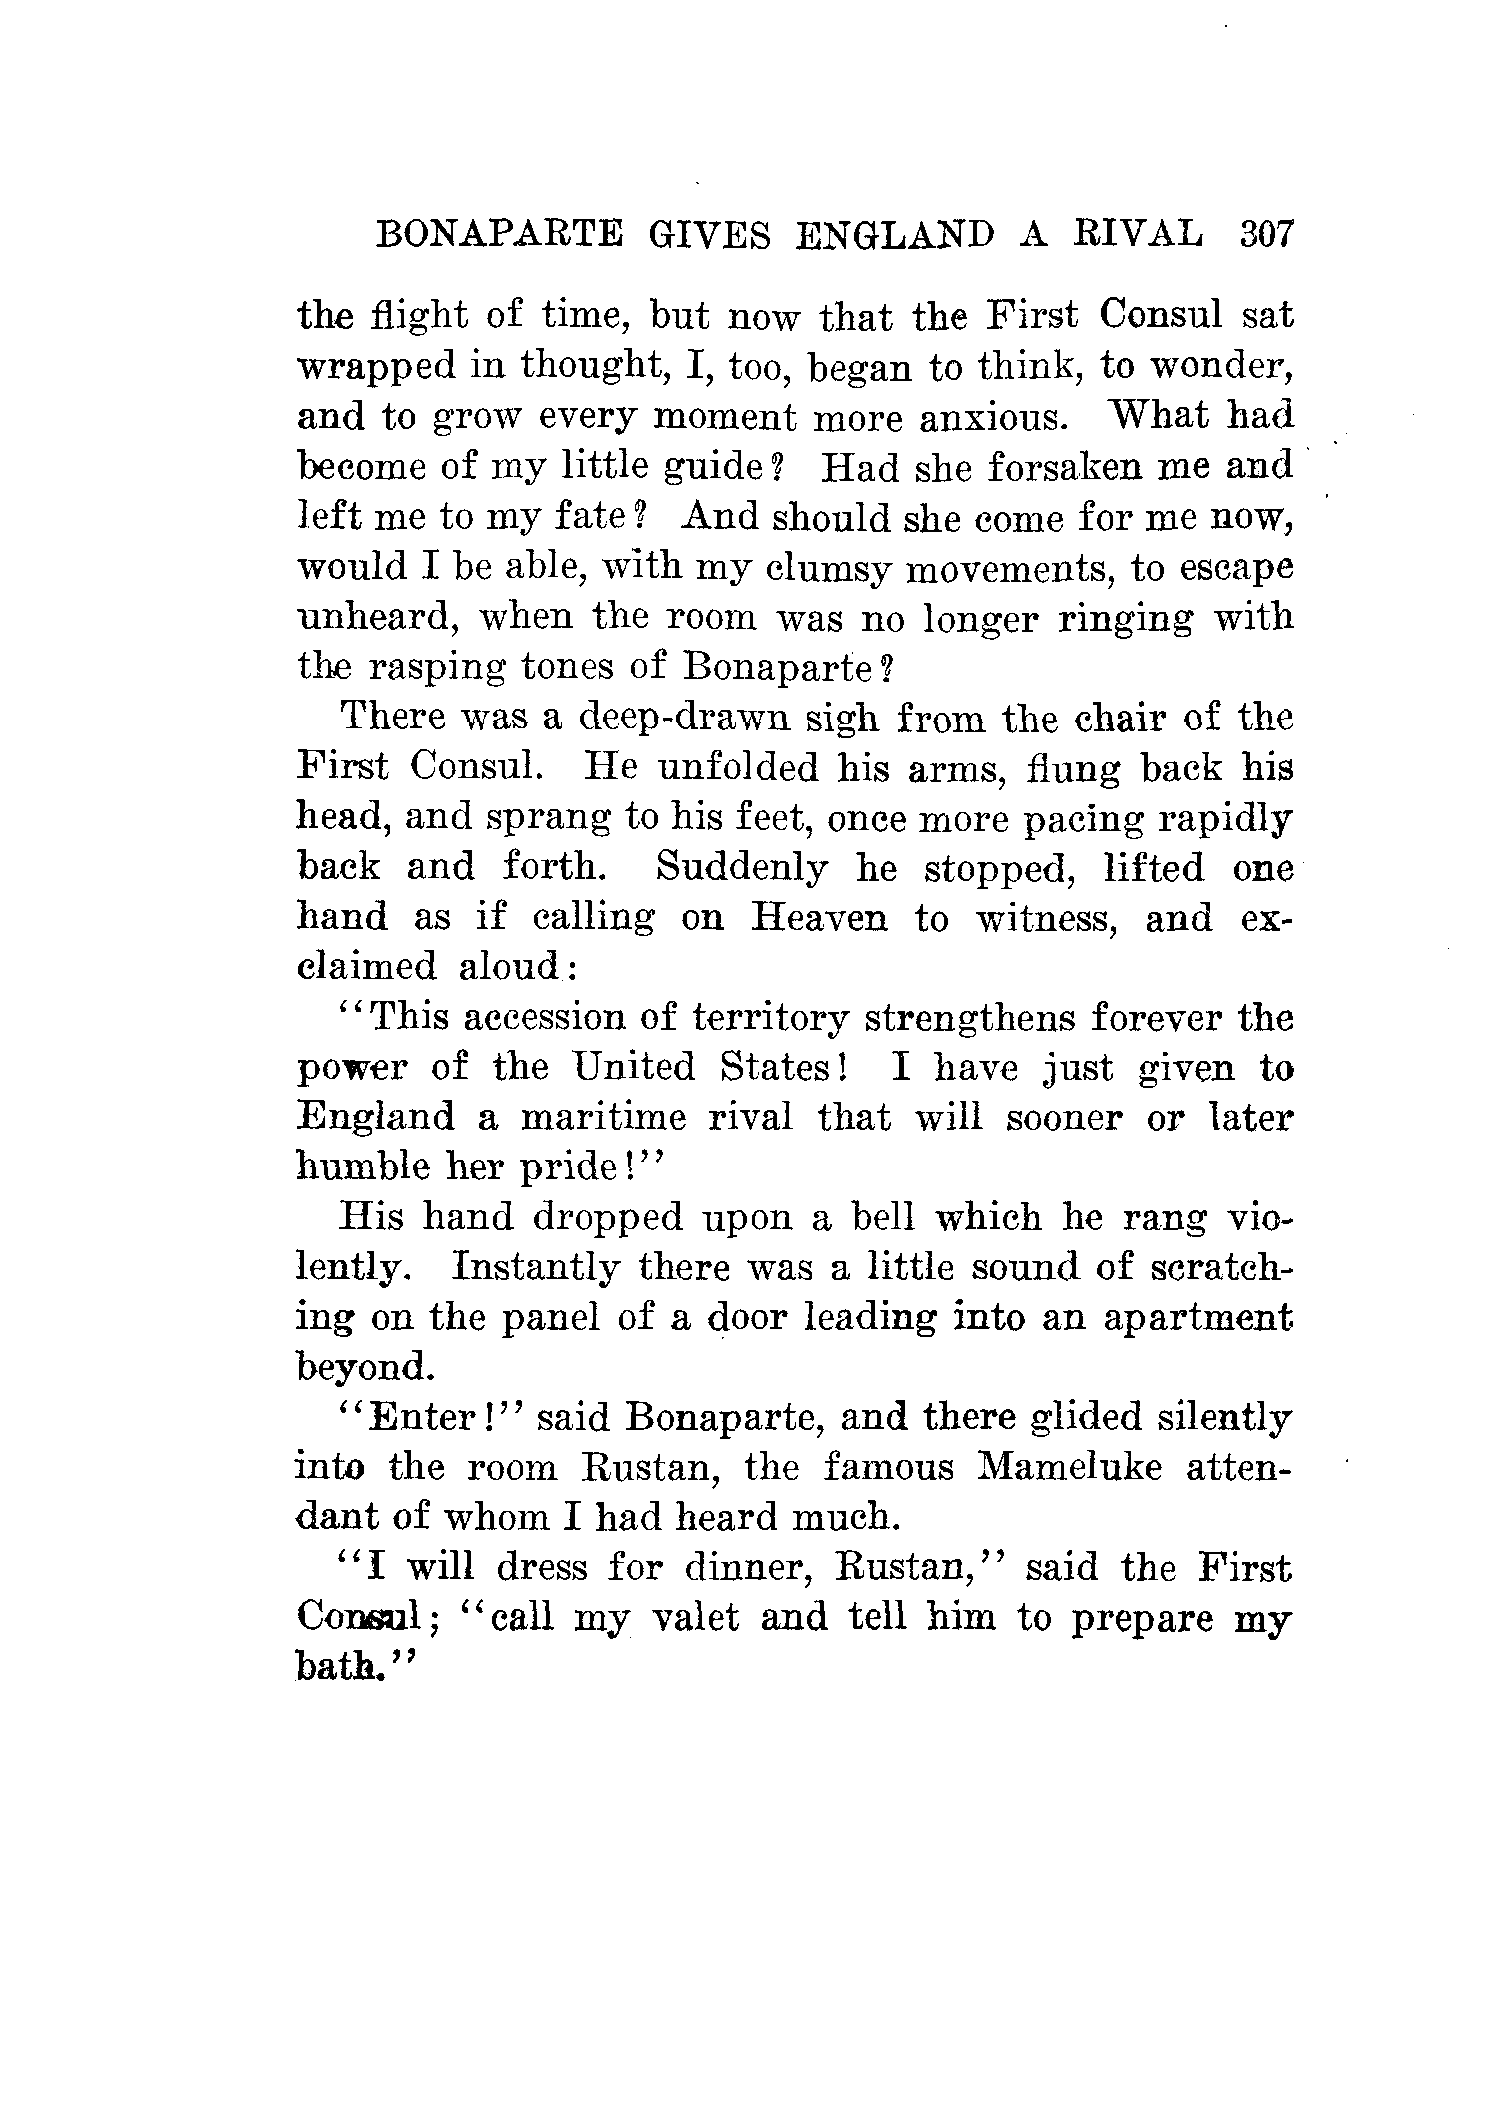 BONAPARTE GIVES ENGLAND A RIVAL 307
the flight of time, but now that the First Consul sat
wrapped in thought, I, too, began to think, to wonder,
and to grow every moment more anxious. What had
become of my little guide? Had she forsaken me and
left me to my fate? And should she come for me now,
would I be able, with my clumsy movements, to escape
unheard, when the room was no longer ringing with
the rasping tones of Bonaparte?
There was a deep-drawn sigh from the chair of the
First Consul. He unfolded his arms, flung back his
head, and sprang to his feet, once more pacing rapidly
back and forth. Suddenly he stopped, lifted one
hand as if calling on Heaven to witness, and ex-
claimed aloud:
"This accession of territory strengthens forever the
power of the United States! I have just given to
England a maritime rival that will sooner or later
humble her pride!"
His hand dropped upon a bell which he rang vio-
lently. Instantly there was a little sound of scratch-
ing on the panel of a door leading into an apartment
beyond.
"Enter!" said Bonaparte, and there glided silently
into the room Rustan, the famous Mameluke atten-
dant of whom I had heard much.
"I will dress for dinner, Rustan," said the First
Consul; "call my valet and tell him to prepare my
bath."